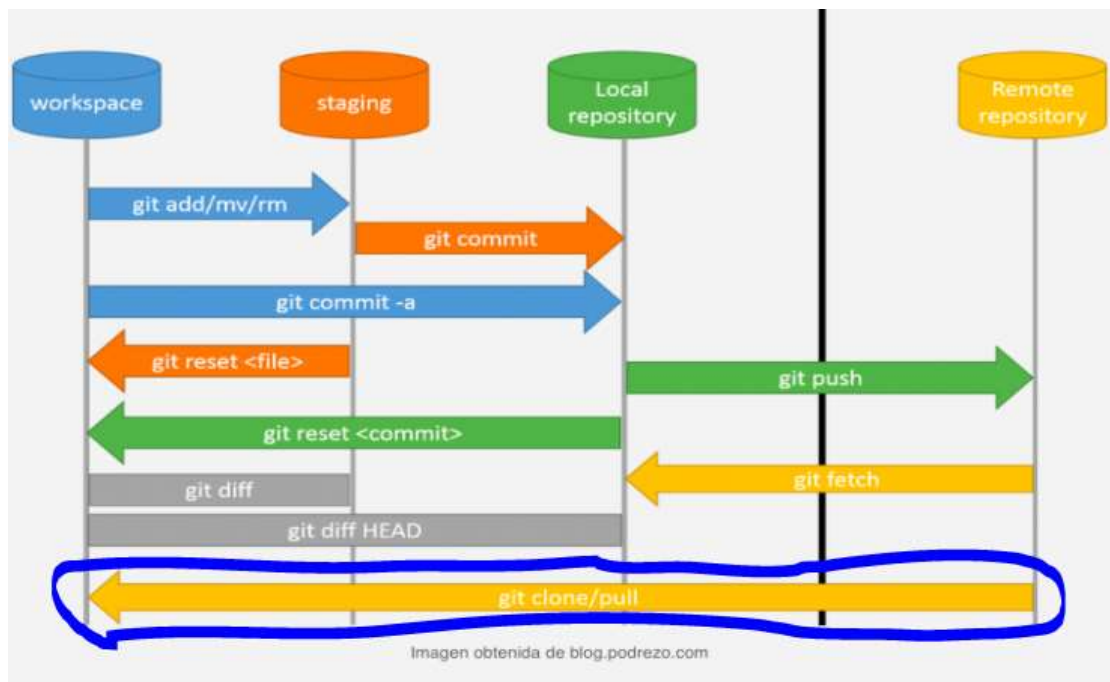 workspace
staging
Local
repository
Remote
repository
git add/mv/rm
git commit
git commit -a
git reset <file>
git push
git reset <commit>
git fetch
git diff
git diff HEAD
git clone/pull
Imagen obtenida de blog.podrezo.com